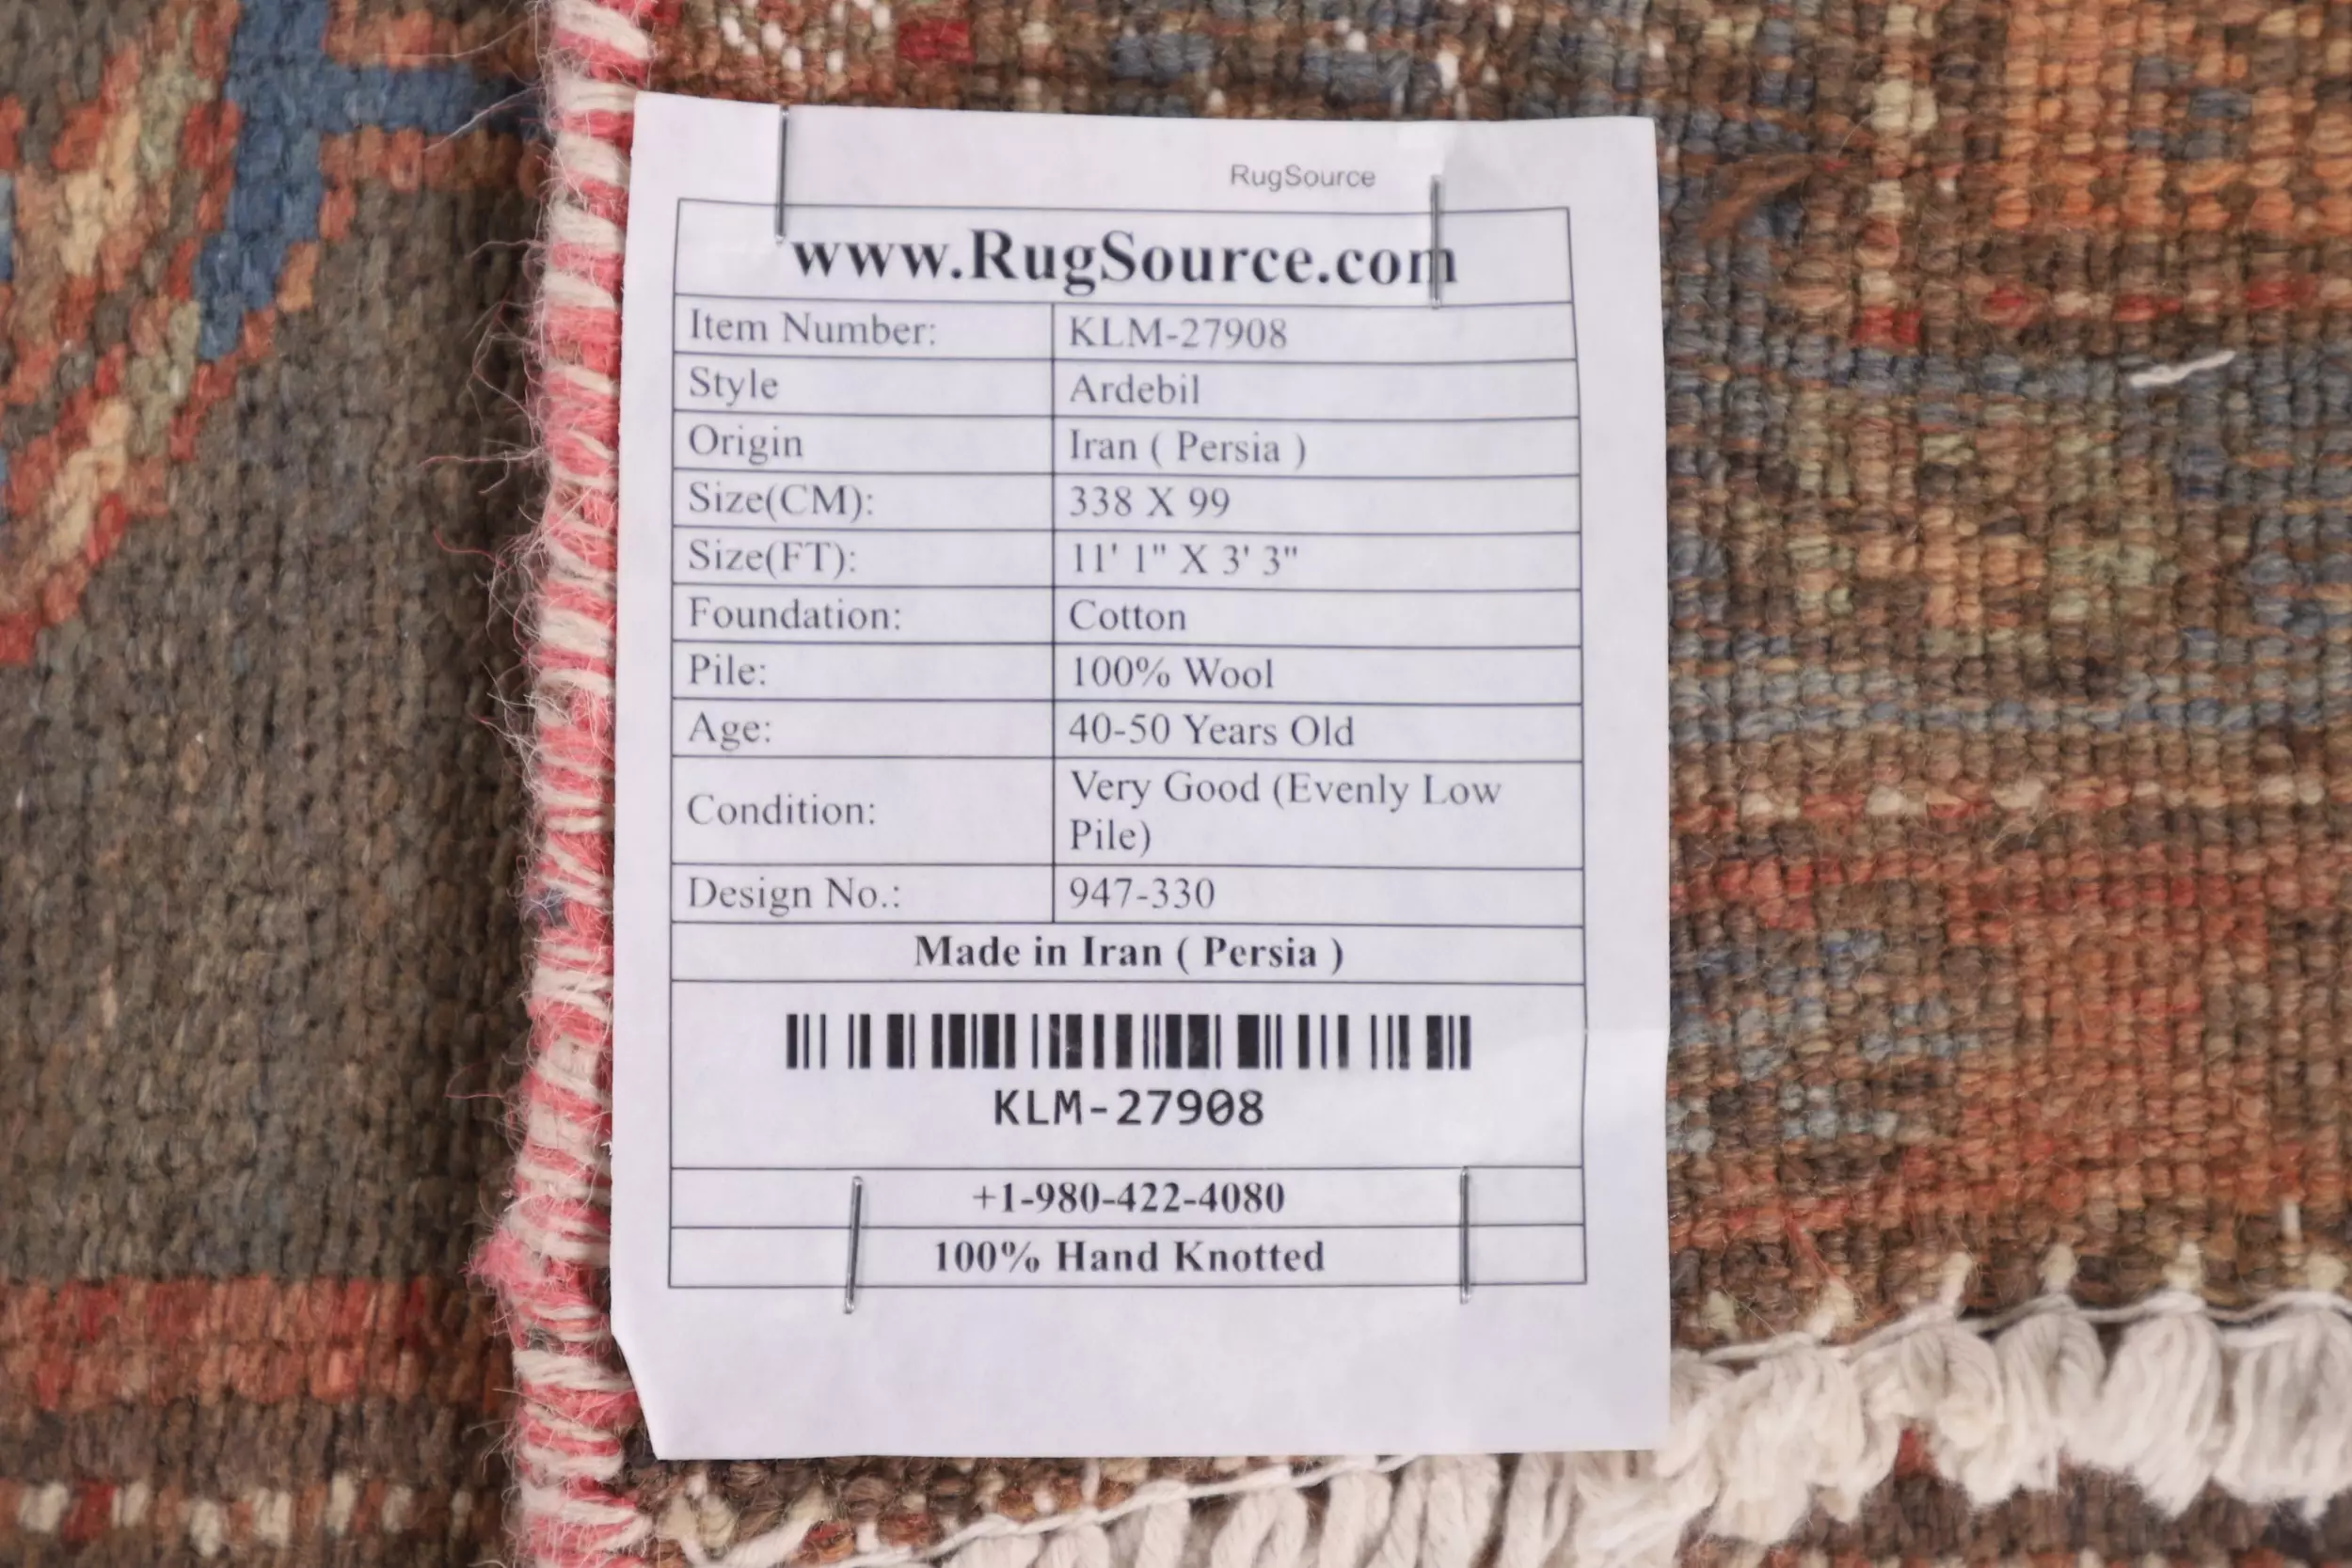 RugSource
www.RugSource.com
Item Number: KLM-27908
Style Ardebil
Origin Iran ( Persia )
Size(CM): 338 X 99
Size(FT): 11' 1" X 3' 3"
Foundation: Cotton
Pile: 100% Wool
Age: 40-50 Years Old
Condition: Very Good (Evenly Low
Pile)
Design No.: 947-330
Made in Iran ( Persia )
KLM-27908
+1-980-422-4080
100% Hand Knotted